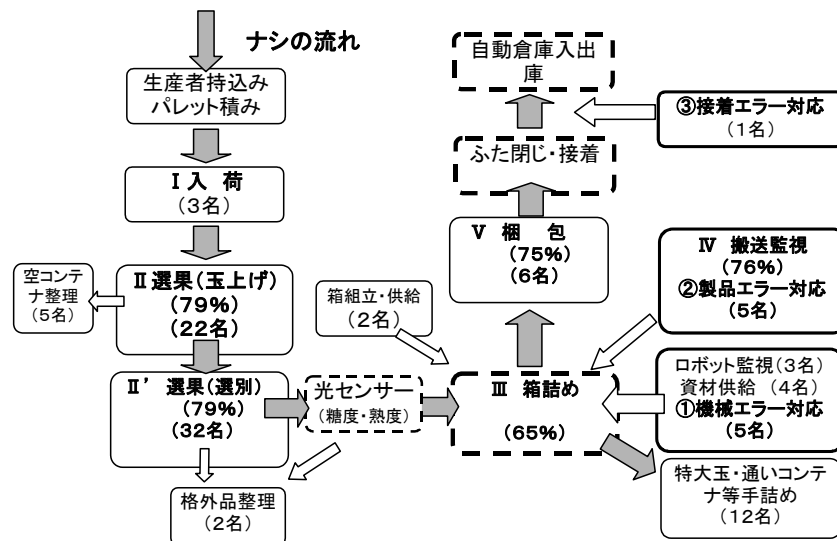 ナシの流れ
生産者持込み
パレット積み
Ⅰ入 荷
(3名)
Ⅱ選果(玉上げ)
(79%)
(22名)
空コンテ
ナ整理
(5名)
Ⅱ' 選果(選別)
(79%)
(32名)
格外品整理
(2名)
光センサー
(糖度・熟度)
箱組立・供給
(2名)
Ⅲ 箱詰め
(65%)
Ⅴ 梱 包
(75%)
(6名)
ふた閉じ・接着
自動倉庫入出
庫
③接着エラー対応
(1名)
Ⅳ 搬送監視
(76%)
②製品エラー対応
(5名)
ロボット監視(3名)
資材供給 (4名)
①機械エラー対応
(5名)
特大玉・通いコンテ
ナ等手詰め
(12名)